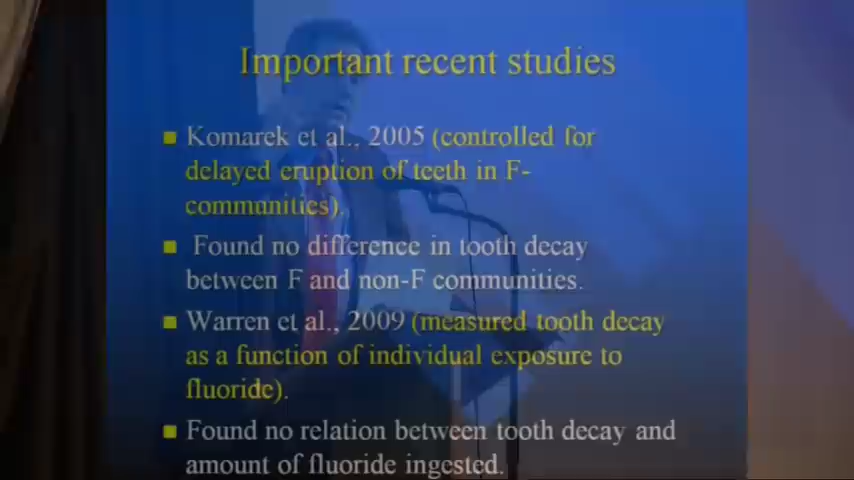 Important recent studies
Komarek et al., 2005 (controlled for
delayed eruption of teeth in F-
communities).
Found no difference in tooth decay
between F and non-F communities.
Warren et al., 2009 (measured tooth decay
as a function of individual exposure to
fluoride).
Found no relation between tooth decay and
amount of fluoride ingested.